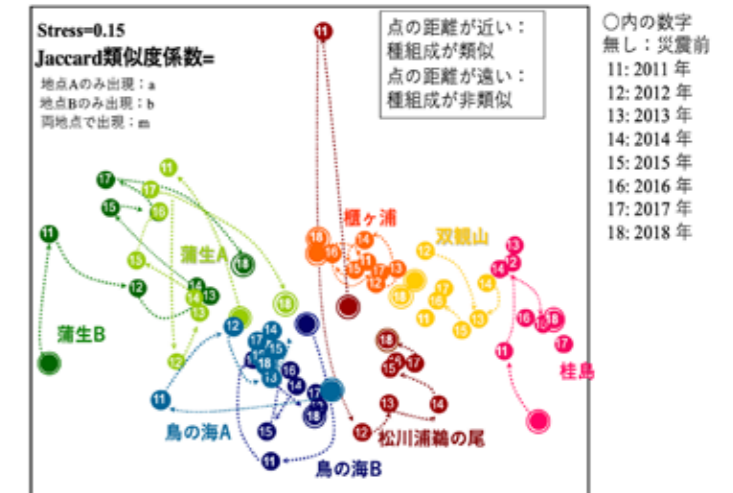 Stress=0.15
Jaccard類似度係数=
地点Aのみ出現：a
地点Bのみ出現：b
両地点で出現：m
点の距離が近い：
種組成が類似
点の距離が遠い：
種組成が非類似
〇内の数字
無し：災震前
11: 2011 年
12: 2012 年
13: 2013 年
14: 2014 年
15: 2015 年
16: 2016 年
17: 2017 年
18: 2018 年
蒲生A
蒲生B
鳥の海A
鳥の海B
櫃ヶ浦
双観山
桂島
松川浦鵜の尾